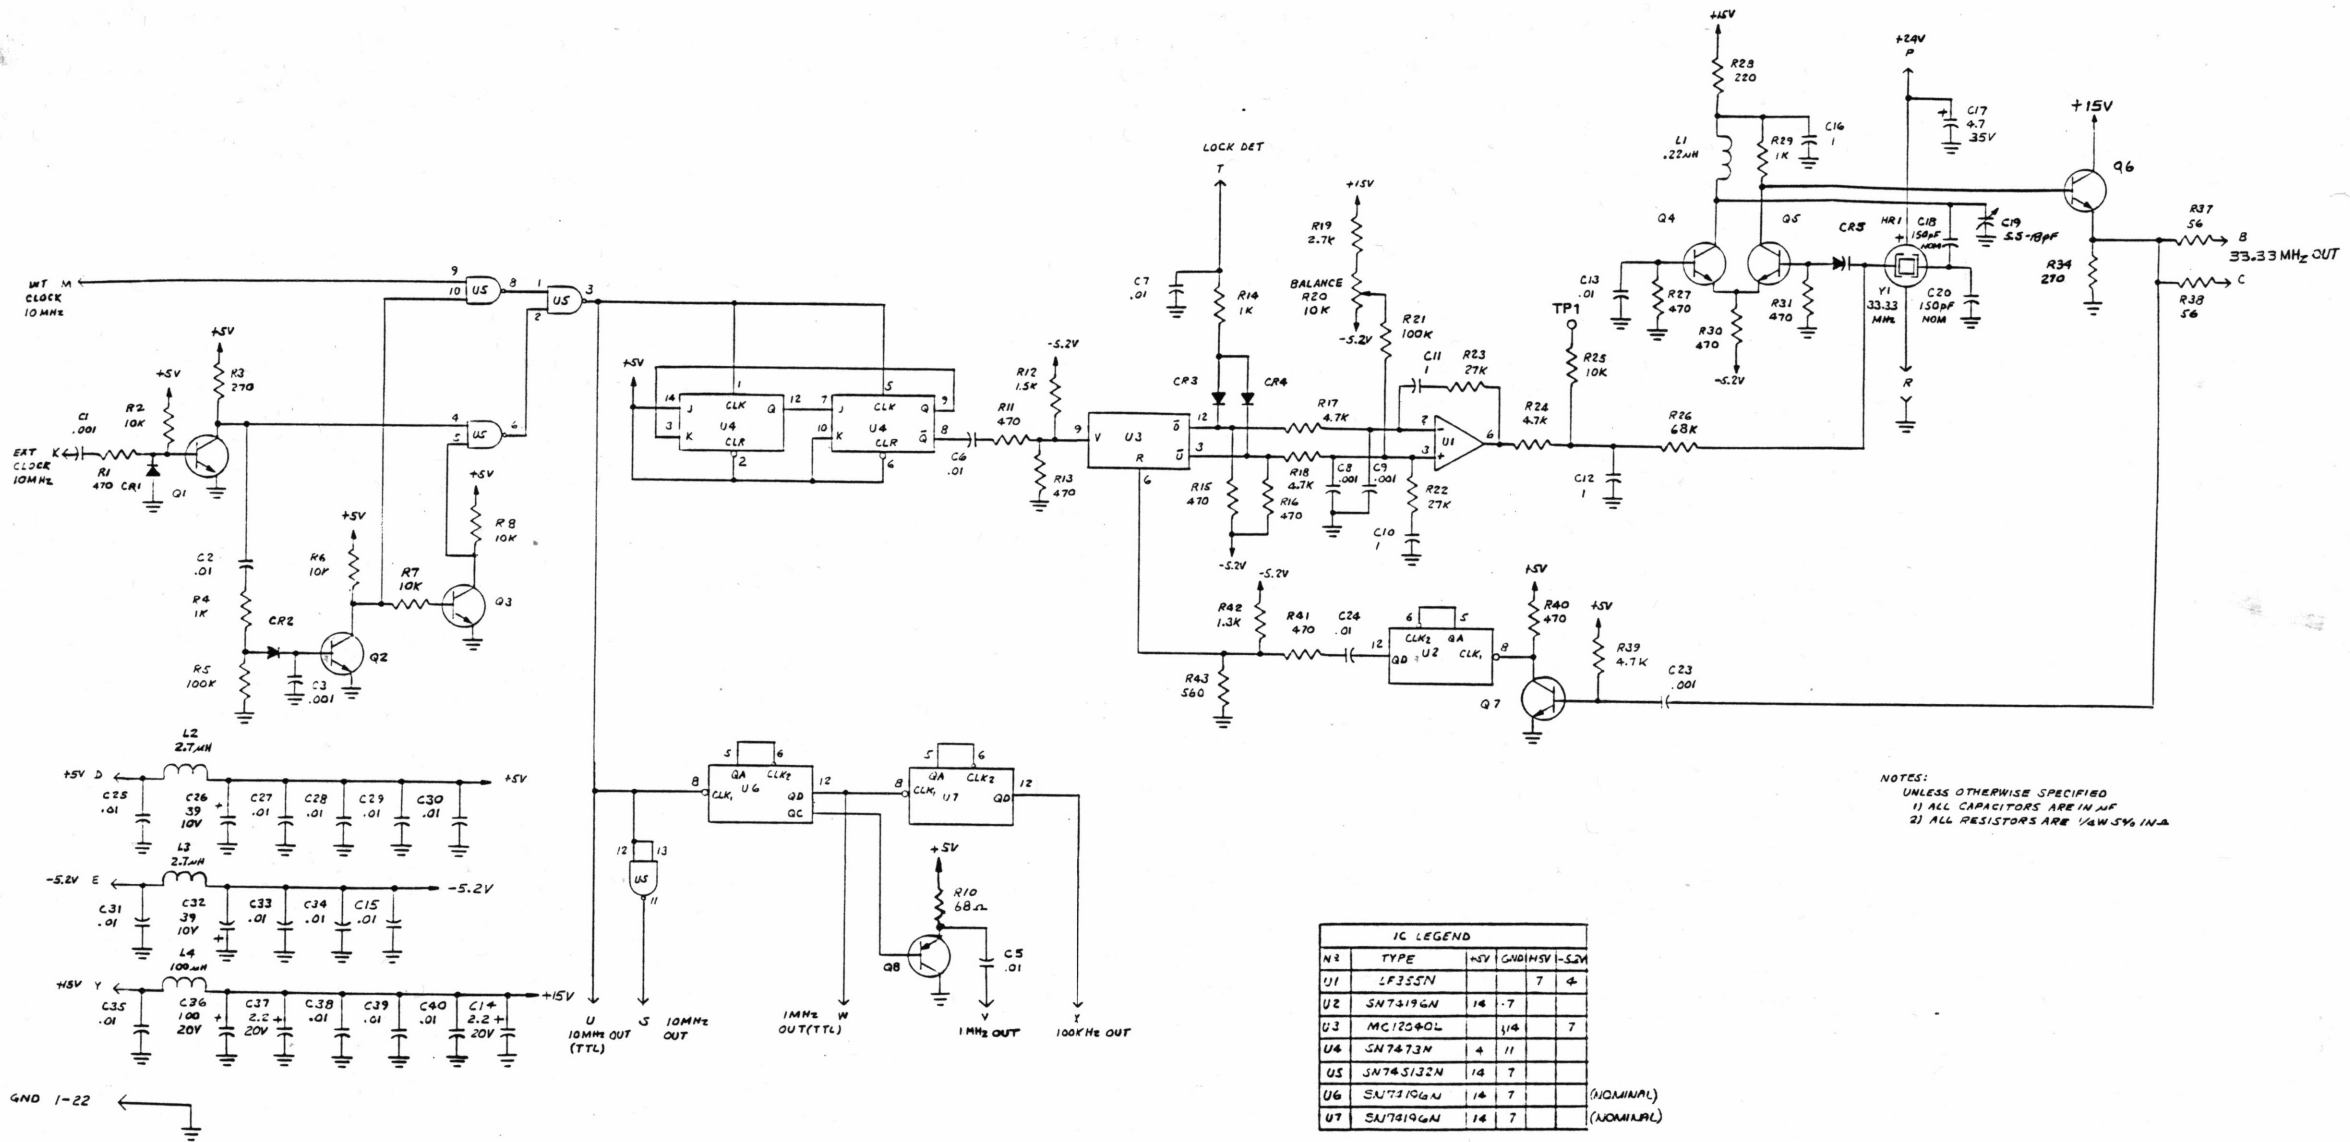 +15V
R28
220
+24V
P
C17
4.7
35V
+15V
Q6
L1
.22μH
R29
1K
C16
1
Q4
Q5
CR5
HR1
C18
150pF
NOM
C19
5.5-18pF
R37
56
B
33.33 MHz OUT
R34
270
R38
56
C
C13
.01
R27
470
R30
470
-5.2V
R31
470
Y1
33.33
MHz
C20
150pF
NOM
R
LOCK DET
T
C7
.01
R14
1K
+15V
R19
2.7K
BALANCE
R20
10K
-5.2V
R21
100K
CR3
CR4
C11
1
R23
27K
TP1
R25
10K
R24
4.7K
R26
68K
C12
1
INT M
CLOCK
10 MHz
9
10
U5
8
1
2
U5
3
+5V
R3
270
+5V
R2
10K
C1
.001
EXT K
CLOCK
10MHz
R1
470
CR1
Q1
4
5
U5
6
+5V
R8
10K
C2
.01
R4
1K
CR2
R5
100K
C3
.001
+5V
R6
10K
R7
10K
Q2
Q3
+5V
14
J
3
K
1
CLK
U4
CLR
2
Q
12
7
J
10
K
5
CLK
U4
CLR
6
Q
9
Q̄
8
C6
.01
R11
470
R12
1.5K
-5.2V
R13
470
9
V
U3
R
6
12
D̄
3
Ū
R17
4.7K
R18
4.7K
R15
470
R16
470
-5.2V
C8
.001
C9
.001
R22
27K
C10
1
2
-
3
+
U1
6
-5.2V
R42
1.3K
R41
470
C24
.01
R43
560
12
QD
6
CLK2
5
QA
U2
CLK1
8
+5V
R40
470
+5V
R39
4.7K
C23
.001
Q7
L2
2.7μH
+5V D
+5V
C25
.01
C26
39
10V
+
C27
.01
C28
.01
C29
.01
C30
.01
L3
2.7μH
-5.2V E
-5.2V
C31
.01
C32
39
10V
+
C33
.01
C34
.01
C15
.01
L4
100μH
+15V Y
+15V
C35
.01
C36
100
20V
+
C37
2.2
20V
+
C38
.01
C39
.01
C40
.01
C14
2.2
20V
+
GND 1-22
8
CLK1
5
QA
6
CLK2
U6
QD
12
QC
8
CLK1
5
QA
6
CLK2
U7
QD
12
12
13
U5
11
+5V
R10
68Ω
Q8
C5
.01
U
10MHz OUT
(TTL)
S
10MHz
OUT
1MHz W
OUT(TTL)
V
1MHz OUT
100KHz OUT
NOTES:
UNLESS OTHERWISE SPECIFIED
1) ALL CAPACITORS ARE IN μF
2) ALL RESISTORS ARE 1/4W 5% IN Ω
IC LEGEND
Nº TYPE +5V GND +15V -5.2V
U1 LF355N 7 4
U2 SN74196N 14 7
U3 MC12040L 1,14 7
U4 SN7473N 4 11
U5 SN74S132N 14 7
U6 SN74196N 14 7 (NOMINAL)
U7 SN74196N 14 7 (NOMINAL)